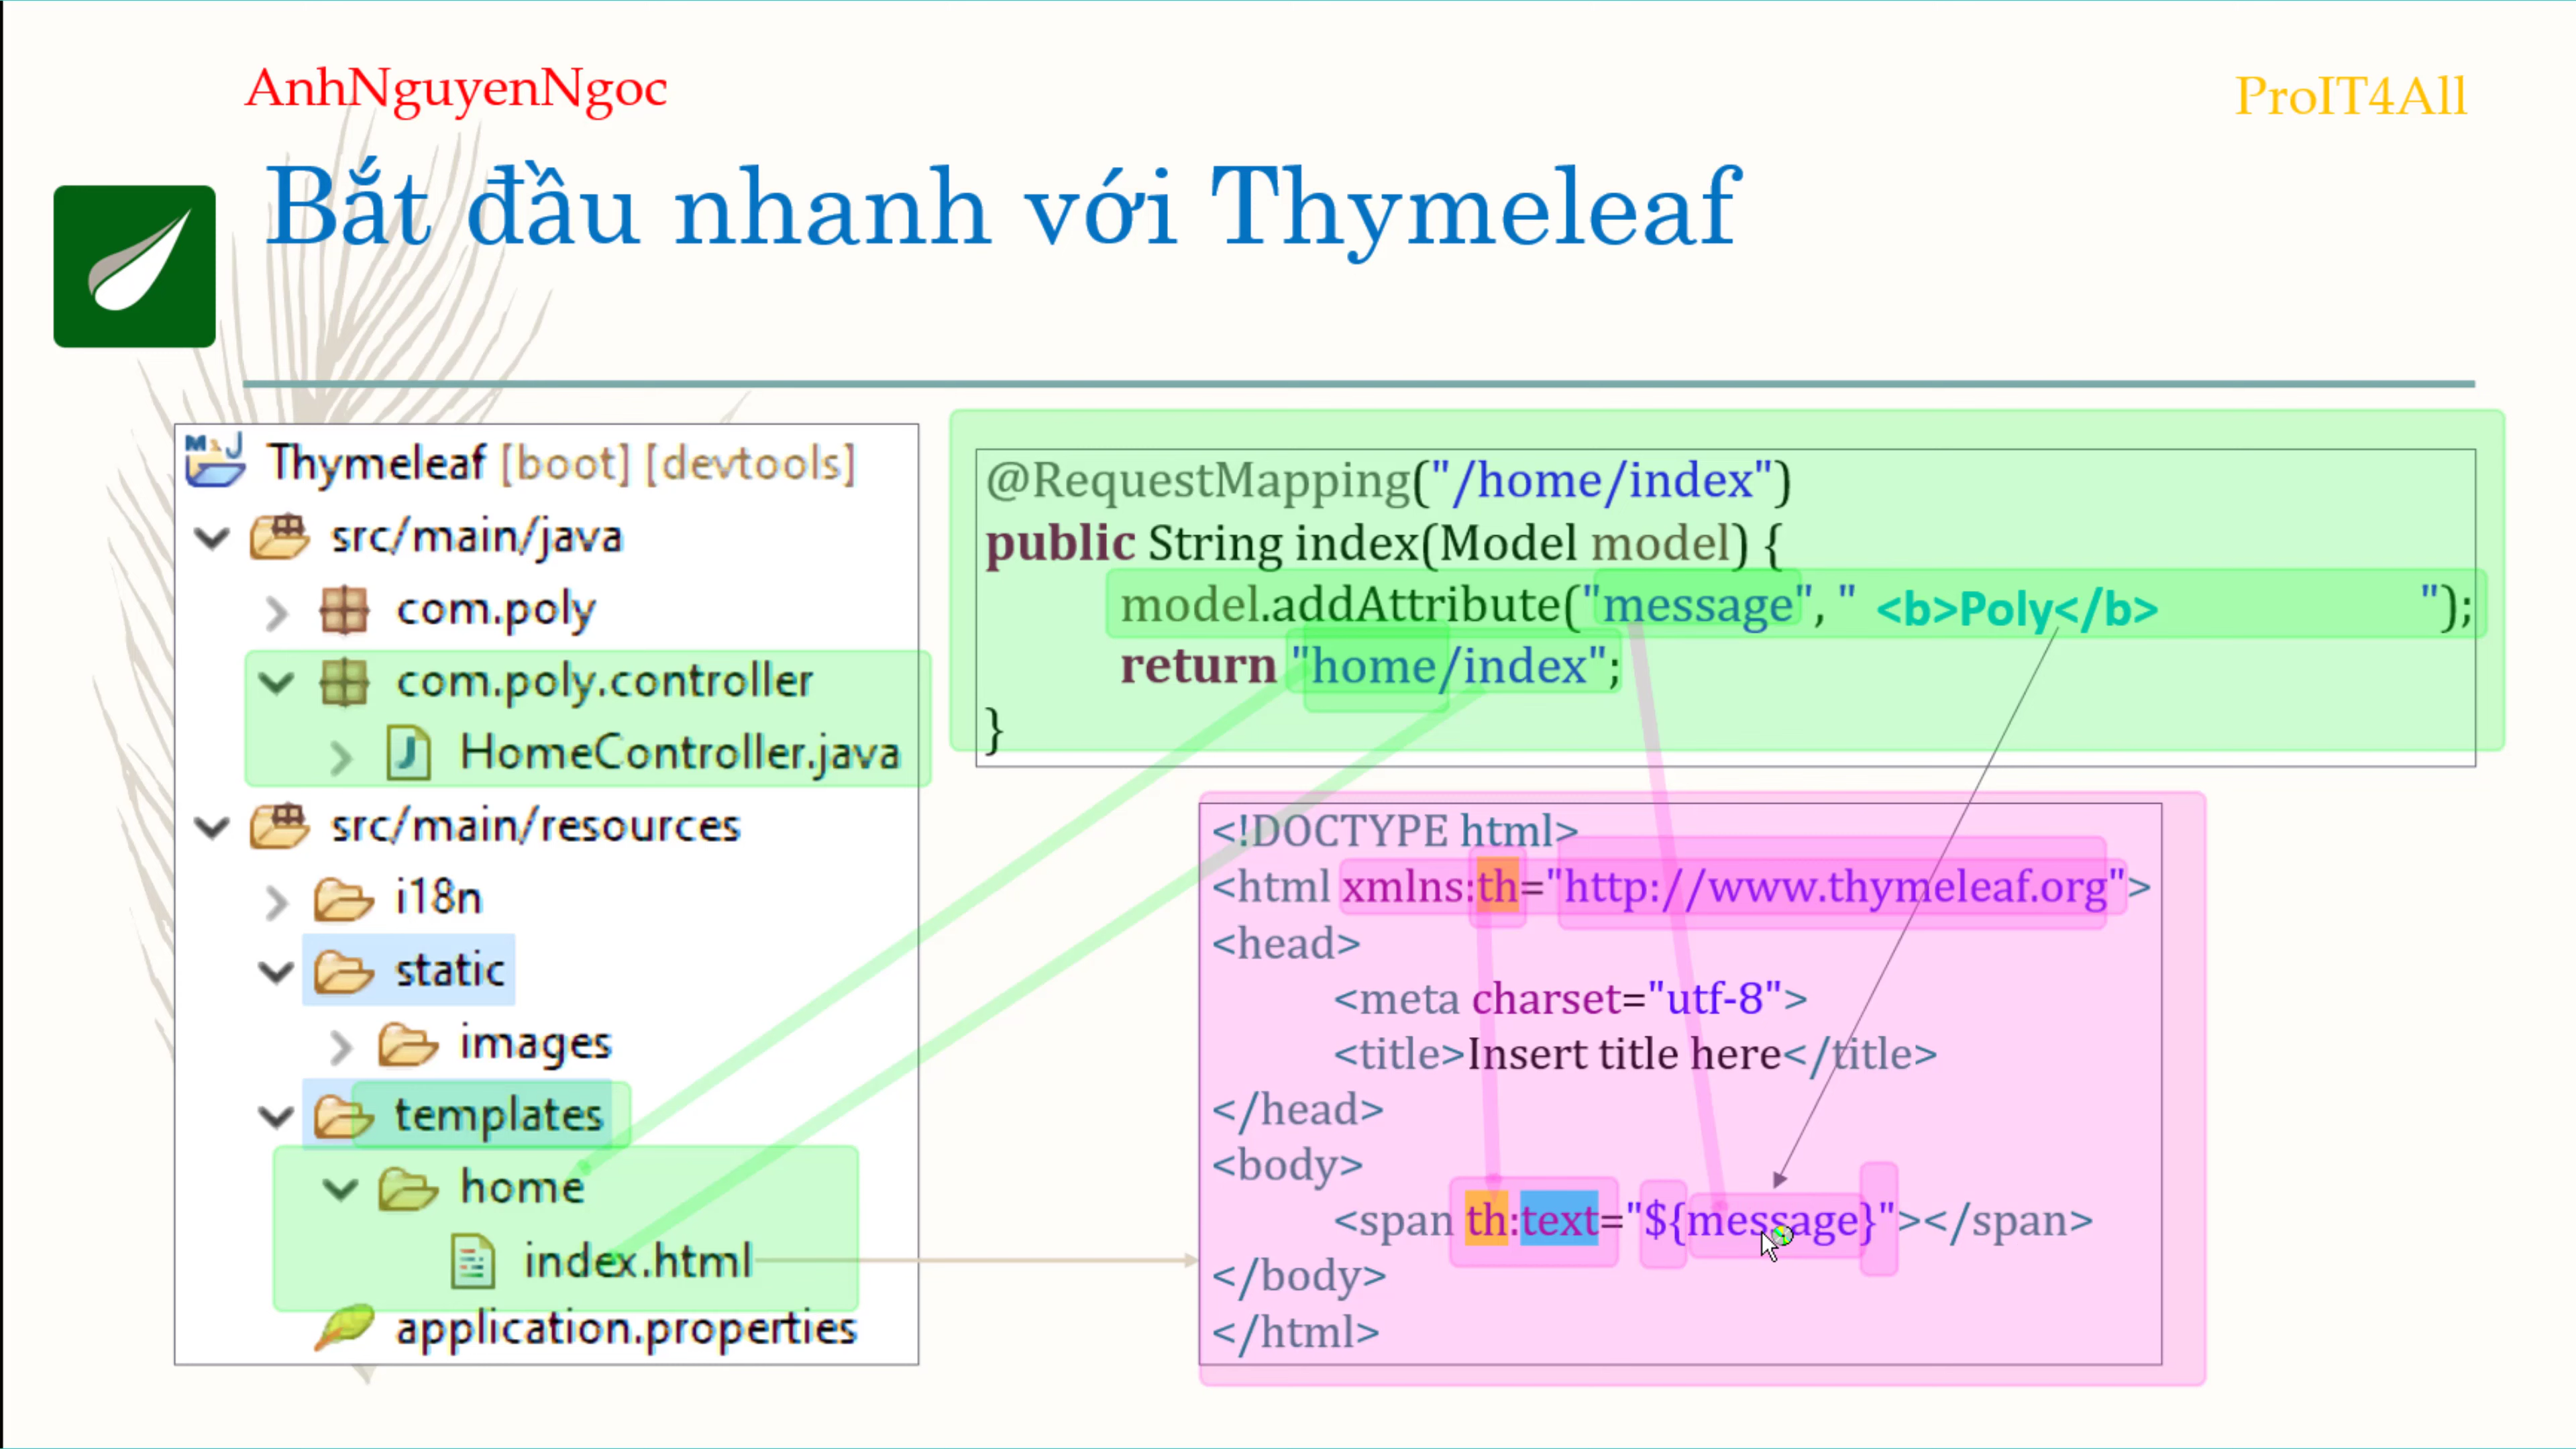 AnhNguyenNgoc
ProIT4All
Bắt đầu nhanh với Thymeleaf
Thymeleaf [boot] [devtools]
src/main/java
com.poly
com.poly.controller
HomeController.java
src/main/resources
i18n
static
images
templates
home
index.html
application.properties
@RequestMapping("/home/index")
public String index(Model model) {
model.addAttribute("message", " <b>Poly</b> ");
return "home/index";
}
<!DOCTYPE html>
<html xmlns:th="http://www.thymeleaf.org">
<head>
<meta charset="utf-8">
<title>Insert title here</title>
</head>
<body>
<span th:text="${message}"></span>
</body>
</html>